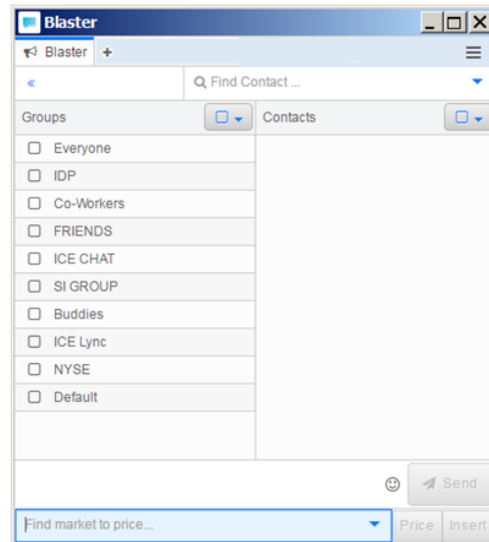 Blaster
Blaster +
« Find Contact ...
Groups Contacts
Everyone
IDP
Co-Workers
FRIENDS
ICE CHAT
SI GROUP
Buddies
ICE Lync
NYSE
Default
Send
Find market to price... Price Insert